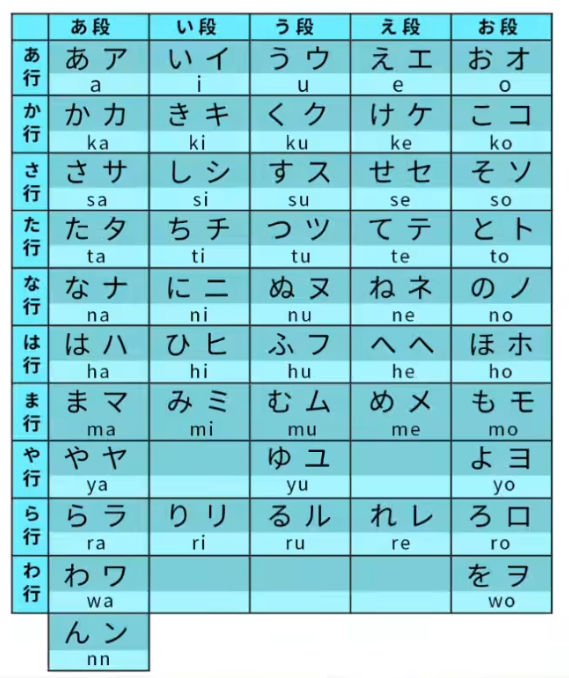 あ段 い段 う段 え段 お段
あ行 あ ア い イ う ウ え エ お オ
a i u e o
か行 か カ き キ く ク け ケ こ コ
ka ki ku ke ko
さ行 さ サ し シ す ス せ セ そ ソ
sa si su se so
た行 た タ ち チ つ ツ て テ と ト
ta ti tu te to
な行 な ナ に ニ ぬ ヌ ね ネ の ノ
na ni nu ne no
は行 は ハ ひ ヒ ふ フ へ ヘ ほ ホ
ha hi hu he ho
ま行 ま マ み ミ む ム め メ も モ
ma mi mu me mo
や行 や ヤ ゆ ユ よ ヨ
ya yu yo
ら行 ら ラ り リ る ル れ レ ろ ロ
ra ri ru re ro
わ行 わ ワ を ヲ
wa wo
ん ン
nn